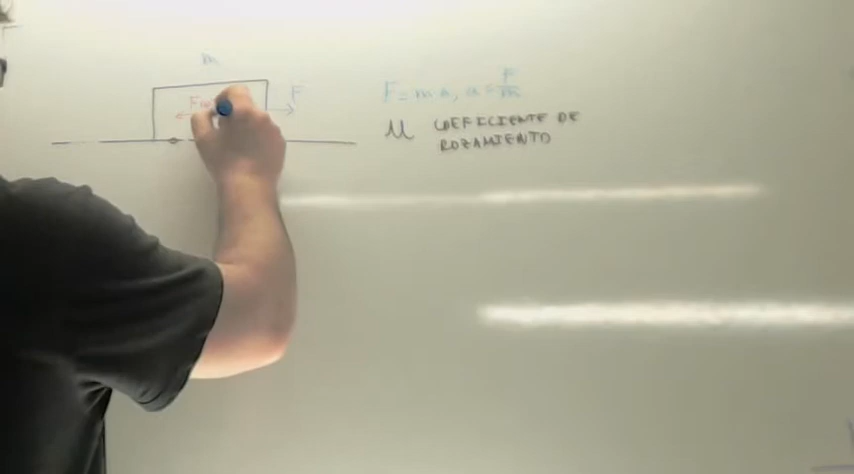 m
F
F = m·a, a = F/m
μ COEFICIENTE DE
ROZAMIENTO